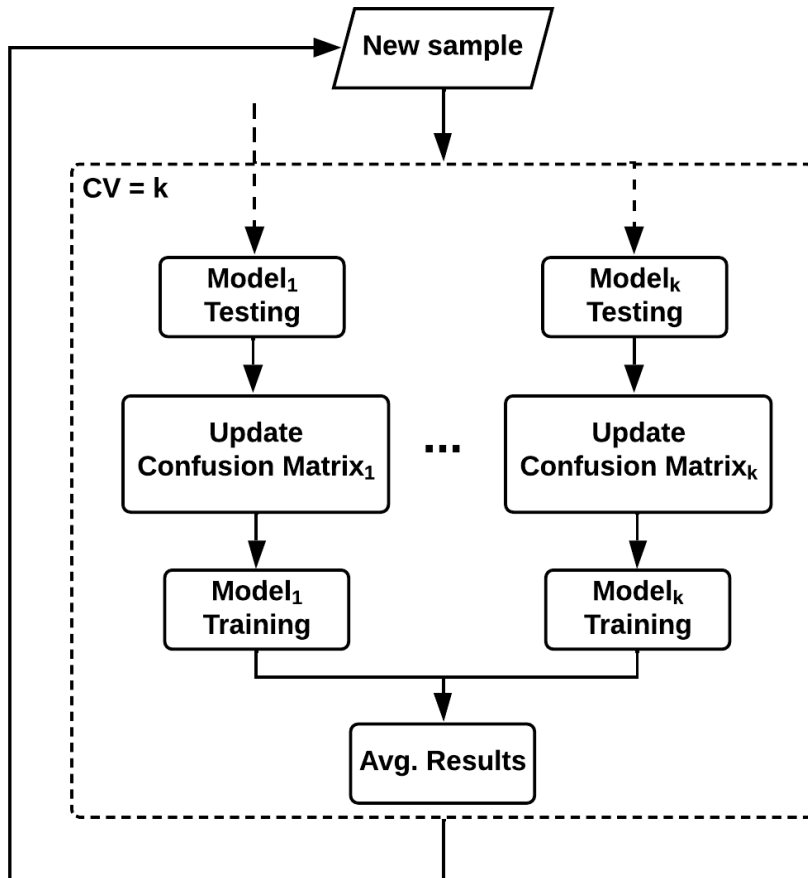 New sample
CV = k
Model₁
Testing
Modelₖ
Testing
Update
Confusion Matrix₁
...
Update
Confusion Matrixₖ
Model₁
Training
Modelₖ
Training
Avg. Results